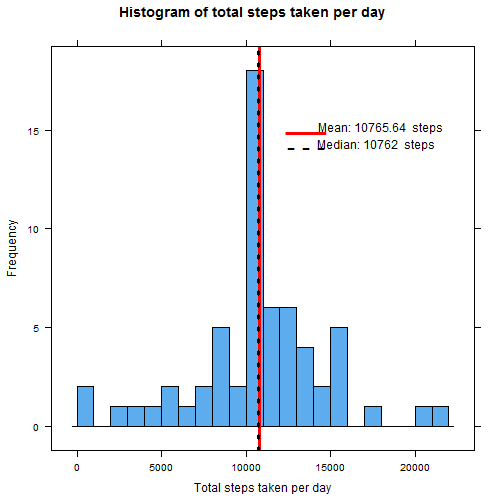 Histogram of total steps taken per day
Mean: 10765.64 steps
Median: 10762 steps
15
10
5
0
Frequency
0 5000 10000 15000 20000
Total steps taken per day